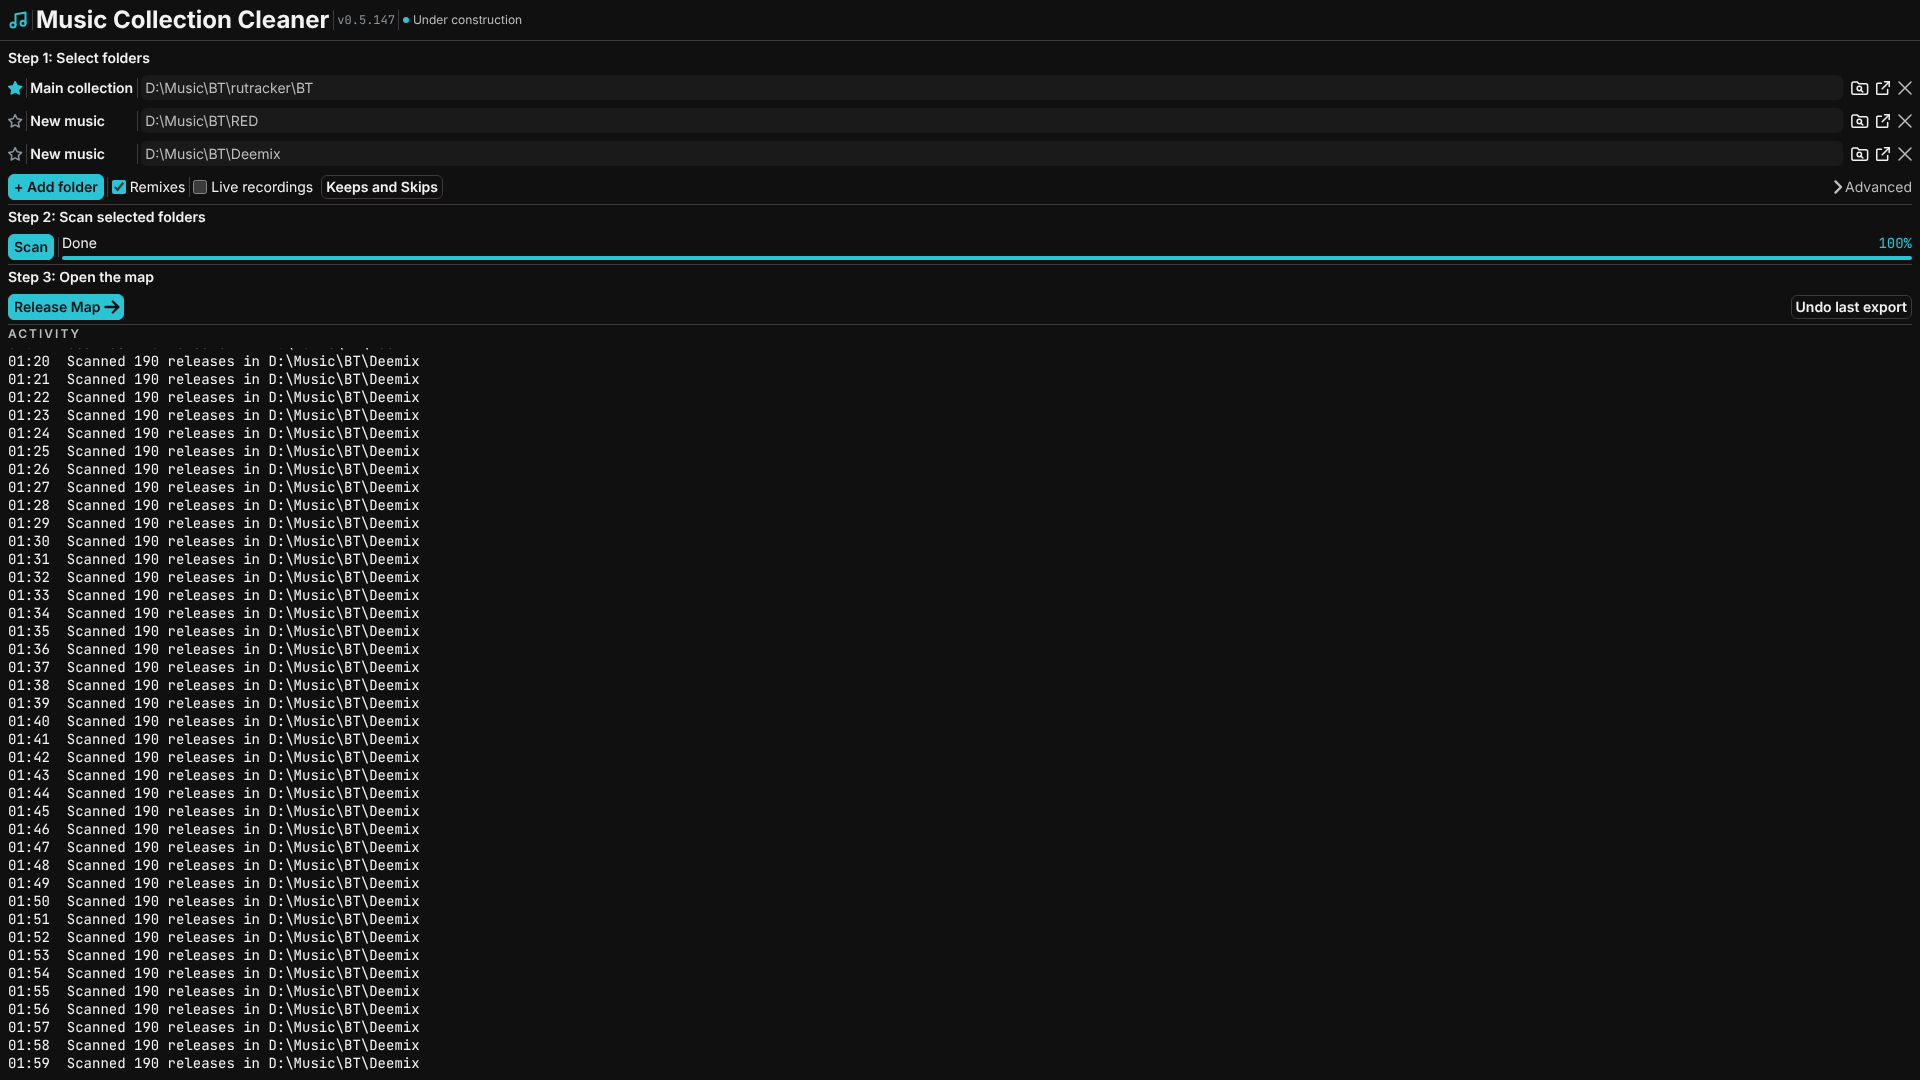 Music Collection Cleaner v0.5.147 Under construction
Step 1: Select folders
Main collection D:\Music\BT\rutracker\BT
New music D:\Music\BT\RED
New music D:\Music\BT\Deemix
+ Add folder Remixes Live recordings Keeps and Skips Advanced
Step 2: Scan selected folders
Scan Done 100%
Step 3: Open the map
Release Map Undo last export
ACTIVITY
01:20 Scanned 190 releases in D:\Music\BT\Deemix
01:21 Scanned 190 releases in D:\Music\BT\Deemix
01:22 Scanned 190 releases in D:\Music\BT\Deemix
01:23 Scanned 190 releases in D:\Music\BT\Deemix
01:24 Scanned 190 releases in D:\Music\BT\Deemix
01:25 Scanned 190 releases in D:\Music\BT\Deemix
01:26 Scanned 190 releases in D:\Music\BT\Deemix
01:27 Scanned 190 releases in D:\Music\BT\Deemix
01:28 Scanned 190 releases in D:\Music\BT\Deemix
01:29 Scanned 190 releases in D:\Music\BT\Deemix
01:30 Scanned 190 releases in D:\Music\BT\Deemix
01:31 Scanned 190 releases in D:\Music\BT\Deemix
01:32 Scanned 190 releases in D:\Music\BT\Deemix
01:33 Scanned 190 releases in D:\Music\BT\Deemix
01:34 Scanned 190 releases in D:\Music\BT\Deemix
01:35 Scanned 190 releases in D:\Music\BT\Deemix
01:36 Scanned 190 releases in D:\Music\BT\Deemix
01:37 Scanned 190 releases in D:\Music\BT\Deemix
01:38 Scanned 190 releases in D:\Music\BT\Deemix
01:39 Scanned 190 releases in D:\Music\BT\Deemix
01:40 Scanned 190 releases in D:\Music\BT\Deemix
01:41 Scanned 190 releases in D:\Music\BT\Deemix
01:42 Scanned 190 releases in D:\Music\BT\Deemix
01:43 Scanned 190 releases in D:\Music\BT\Deemix
01:44 Scanned 190 releases in D:\Music\BT\Deemix
01:45 Scanned 190 releases in D:\Music\BT\Deemix
01:46 Scanned 190 releases in D:\Music\BT\Deemix
01:47 Scanned 190 releases in D:\Music\BT\Deemix
01:48 Scanned 190 releases in D:\Music\BT\Deemix
01:49 Scanned 190 releases in D:\Music\BT\Deemix
01:50 Scanned 190 releases in D:\Music\BT\Deemix
01:51 Scanned 190 releases in D:\Music\BT\Deemix
01:52 Scanned 190 releases in D:\Music\BT\Deemix
01:53 Scanned 190 releases in D:\Music\BT\Deemix
01:54 Scanned 190 releases in D:\Music\BT\Deemix
01:55 Scanned 190 releases in D:\Music\BT\Deemix
01:56 Scanned 190 releases in D:\Music\BT\Deemix
01:57 Scanned 190 releases in D:\Music\BT\Deemix
01:58 Scanned 190 releases in D:\Music\BT\Deemix
01:59 Scanned 190 releases in D:\Music\BT\Deemix